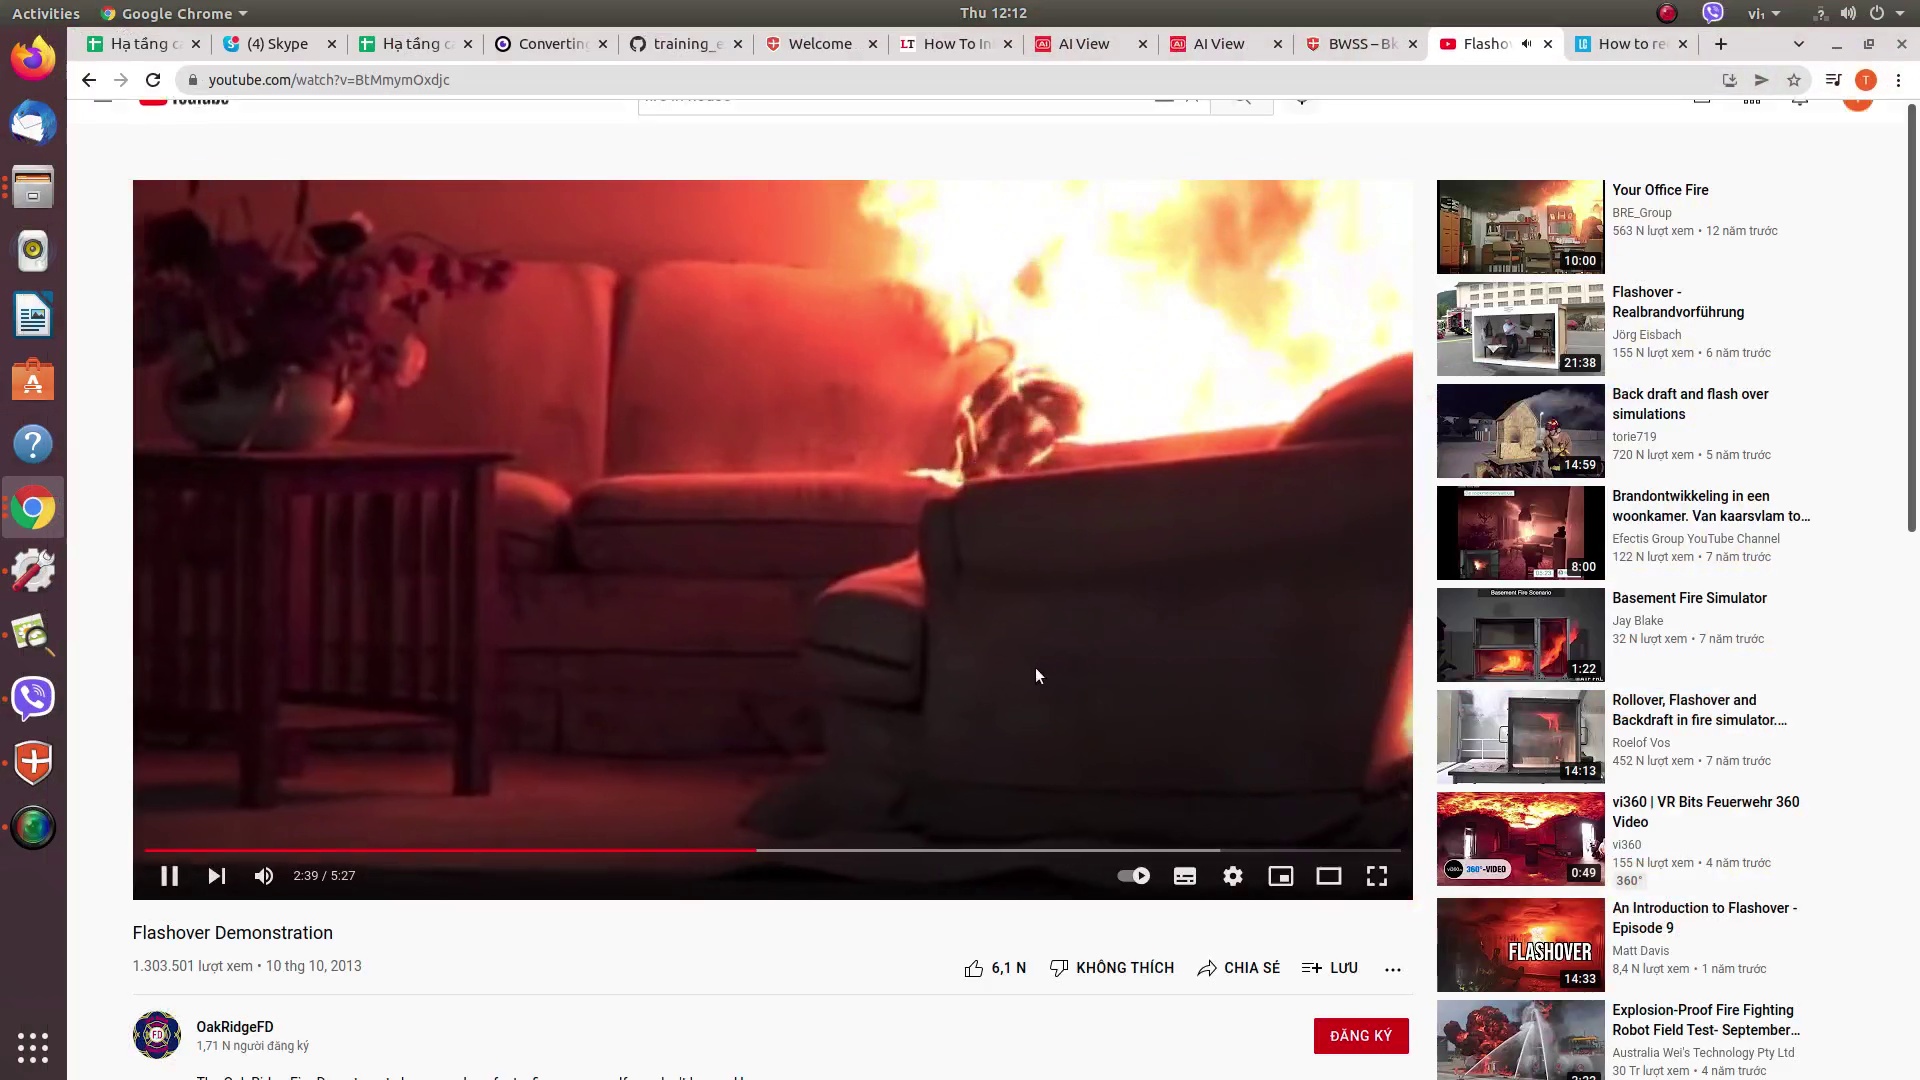 Activities
Google Chrome
Thu 12:12
vi₁
Hạ tầng c
(4) Skype
Hạ tầng c
Converting
training_e
Welcome
How To In
AI View
AI View
BWSS – Bk
Flasho
How to re
youtube.com/watch?v=BtMmymOxdjc
T
2:39 / 5:27
Flashover Demonstration
1.303.501 lượt xem • 10 thg 10, 2013
6,1 N
KHÔNG THÍCH
CHIA SẺ
LƯU
OakRidgeFD
1,71 N người đăng ký
ĐĂNG KÝ
10:00
Your Office Fire
BRE_Group
563 N lượt xem • 12 năm trước
21:38
Flashover -
Realbrandvorführung
Jörg Eisbach
155 N lượt xem • 6 năm trước
14:59
Back draft and flash over
simulations
torie719
720 N lượt xem • 5 năm trước
8:00
Brandontwikkeling in een
woonkamer. Van kaarsvlam to...
Efectis Group YouTube Channel
122 N lượt xem • 7 năm trước
Basement Fire Scenario
1:22
Basement Fire Simulator
Jay Blake
32 N lượt xem • 7 năm trước
14:13
Rollover, Flashover and
Backdraft in fire simulator....
Roelof Vos
452 N lượt xem • 7 năm trước
360°-VIDEO
0:49
vi360 | VR Bits Feuerwehr 360
Video
vi360
155 N lượt xem • 4 năm trước
360°
FLASHOVER
14:33
An Introduction to Flashover -
Episode 9
Matt Davis
8,4 N lượt xem • 1 năm trước
Explosion-Proof Fire Fighting
Robot Field Test- September...
Australia Wei's Technology Pty Ltd
30 Tr lượt xem • 4 năm trước